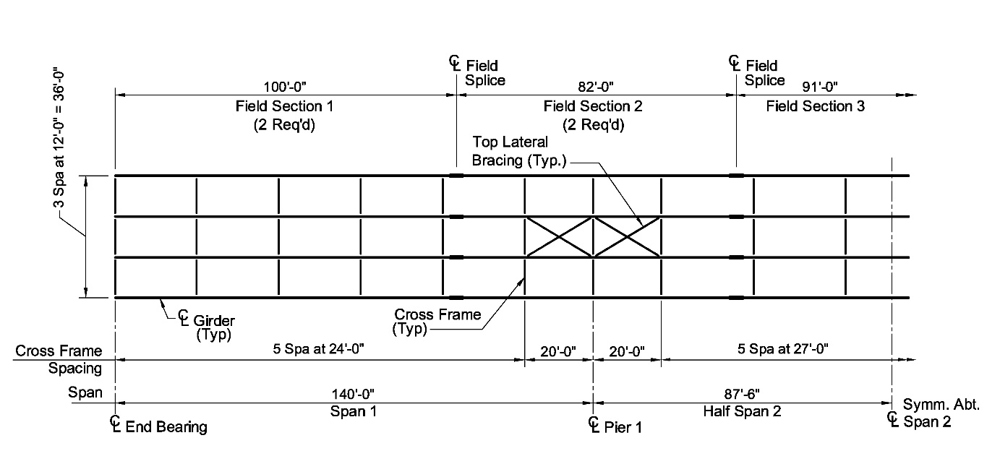 ℄ Field
Splice
℄ Field
Splice
100'-0"
82'-0"
91'-0"
Field Section 1
(2 Req'd)
Field Section 2
(2 Req'd)
Field Section 3
Top Lateral
Bracing (Typ.)
3 Spa at 12'-0" = 36'-0"
℄ Girder
(Typ)
Cross Frame
(Typ)
Cross Frame
Spacing
5 Spa at 24'-0"
20'-0"
20'-0"
5 Spa at 27'-0"
Span
140'-0"
Span 1
87'-6"
Half Span 2
℄ End Bearing
℄ Pier 1
Symm. Abt.
℄ Span 2